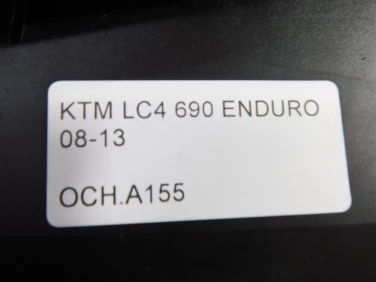 KTM LC4 690 ENDURO
08-13
OCH.A155